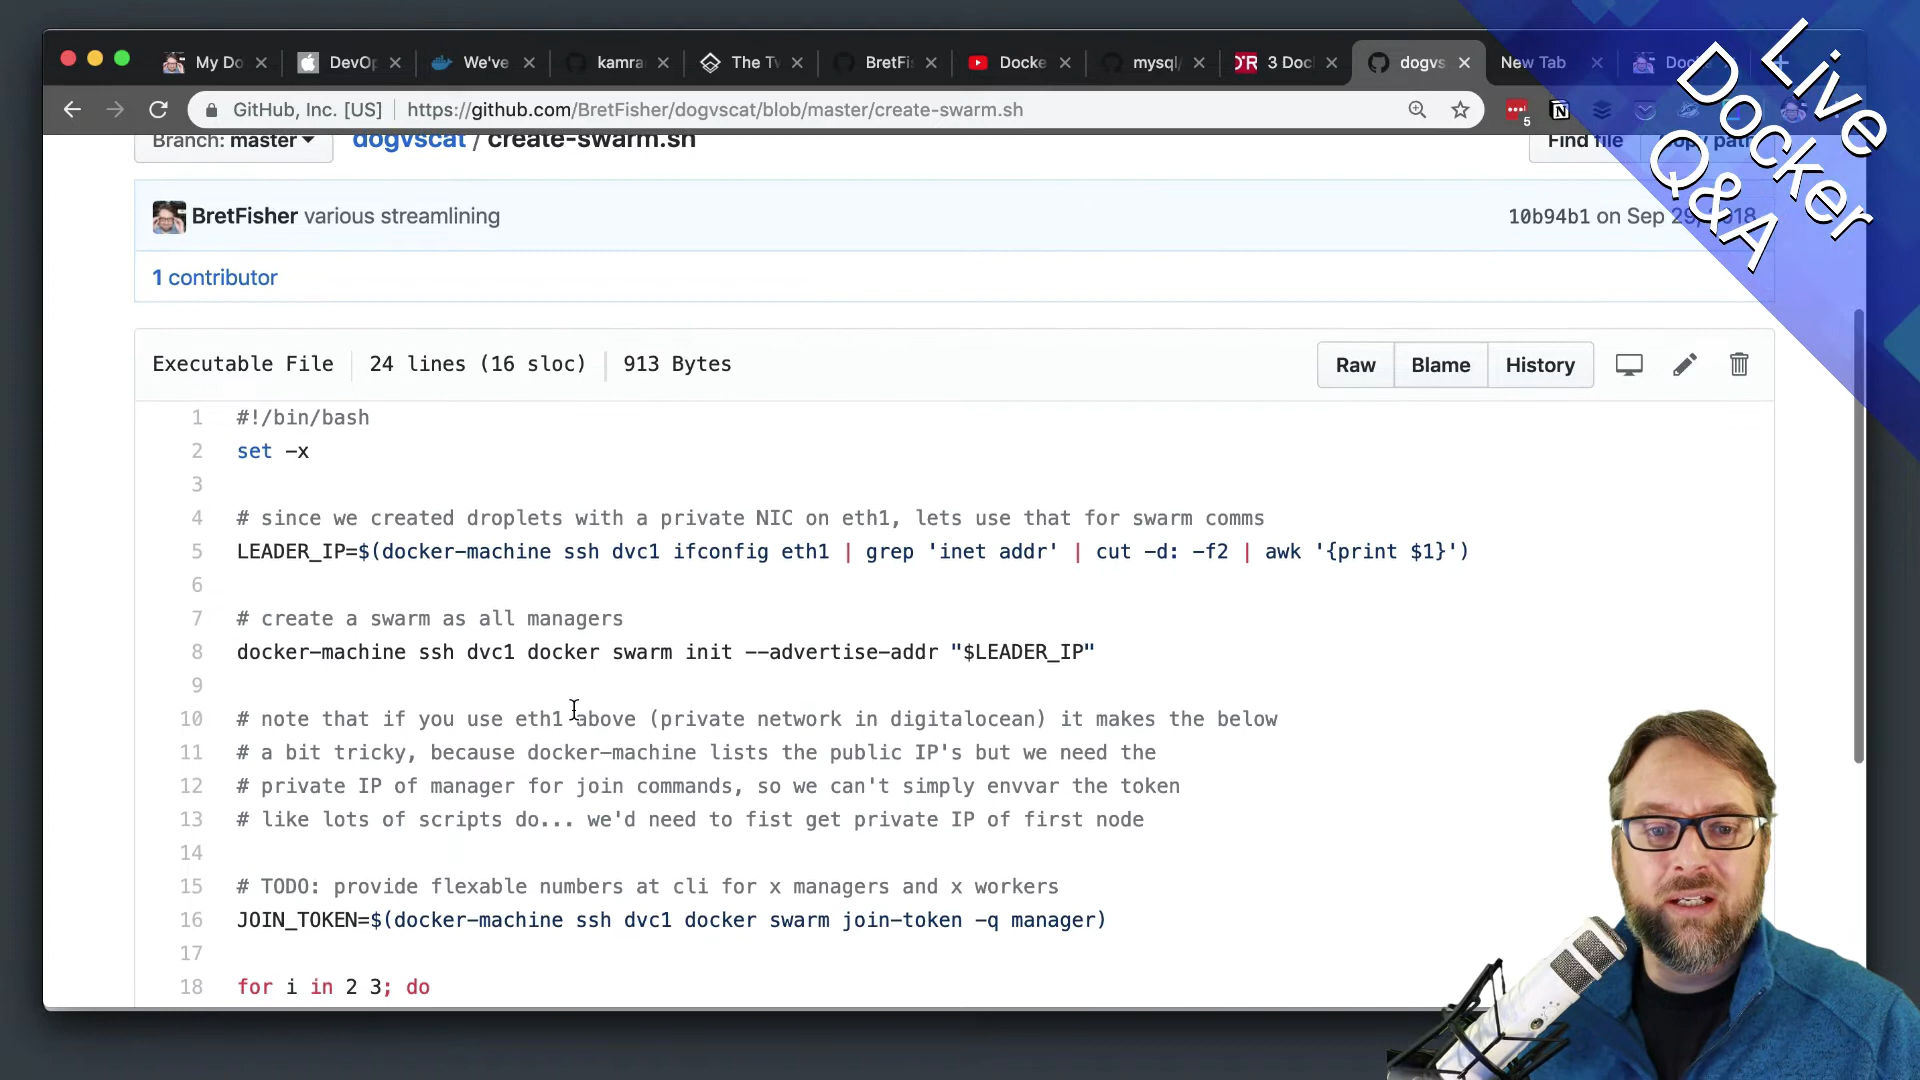 My Do
DevOp
We've
kamra
The Tw
BretFis
Docke
mysql/
D'R 3 Doc
dogvs
New Tab
Live
Docker
Q&A
GitHub, Inc. [US] https://github.com/BretFisher/dogvscat/blob/master/create-swarm.sh
5
Branch: master
dogvscat / create-swarm.sh
Find file
BretFisher various streamlining
10b94b1 on Sep 29, 2018
1 contributor
Executable File 24 lines (16 sloc) 913 Bytes
Raw Blame History
1 #!/bin/bash
2 set -x
3
4 # since we created droplets with a private NIC on eth1, lets use that for swarm comms
5 LEADER_IP=$(docker-machine ssh dvc1 ifconfig eth1 | grep 'inet addr' | cut -d: -f2 | awk '{print $1}')
6
7 # create a swarm as all managers
8 docker-machine ssh dvc1 docker swarm init --advertise-addr "$LEADER_IP"
9
10 # note that if you use eth1 above (private network in digitalocean) it makes the below
11 # a bit tricky, because docker-machine lists the public IP's but we need the
12 # private IP of manager for join commands, so we can't simply envvar the token
13 # like lots of scripts do... we'd need to fist get private IP of first node
14
15 # TODO: provide flexable numbers at cli for x managers and x workers
16 JOIN_TOKEN=$(docker-machine ssh dvc1 docker swarm join-token -q manager)
17
18 for i in 2 3; do